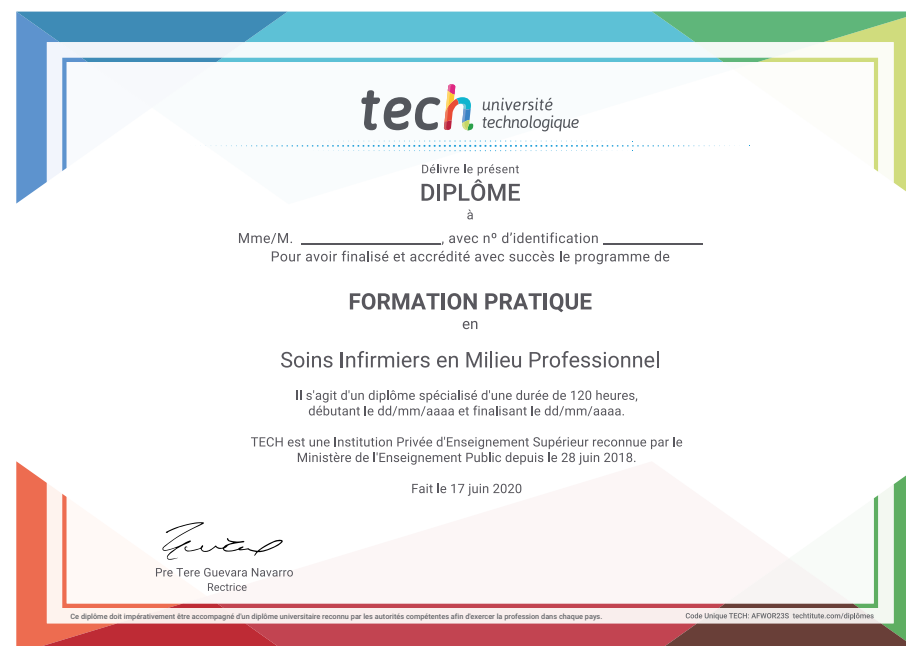 tech université
technologique
Délivre le présent
DIPLÔME
à
Mme/M. ____________________, avec nº d'identification ______________
Pour avoir finalisé et accrédité avec succès le programme de
FORMATION PRATIQUE
en
Soins Infirmiers en Milieu Professionnel
Il s'agit d'un diplôme spécialisé d'une durée de 120 heures,
débutant le dd/mm/aaaa et finalisant le dd/mm/aaaa.
TECH est une Institution Privée d'Enseignement Supérieur reconnue par le
Ministère de l'Enseignement Public depuis le 28 juin 2018.
Fait le 17 juin 2020
Pre Tere Guevara Navarro
Rectrice
Ce diplôme doit impérativement être accompagné d'un diplôme universitaire reconnu par les autorités compétentes afin d'exercer la profession dans chaque pays.
Code Unique TECH: AFWOR23S techtitute.com/diplômes